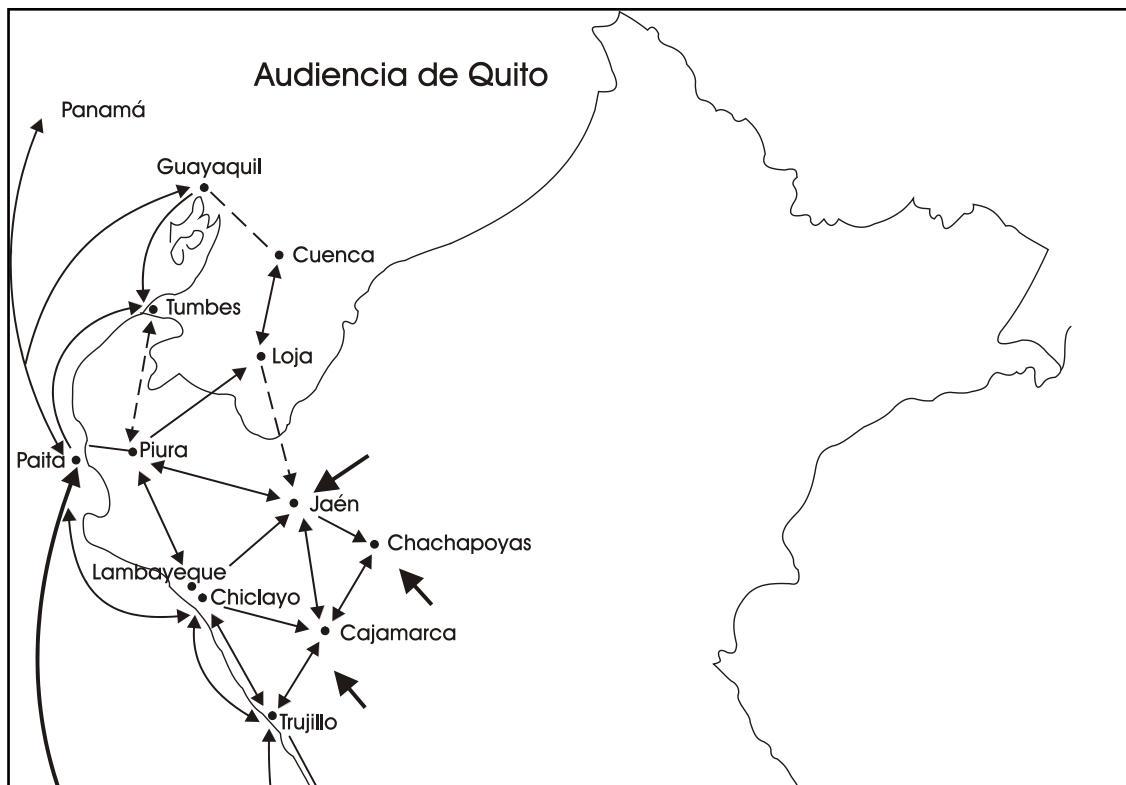 Audiencia de Quito
Panamá
Guayaquil
Cuenca
Tumbes
Loja
Piura
Paita
Jaén
Chachapoyas
Lambayeque
Chiclayo
Cajamarca
Trujillo